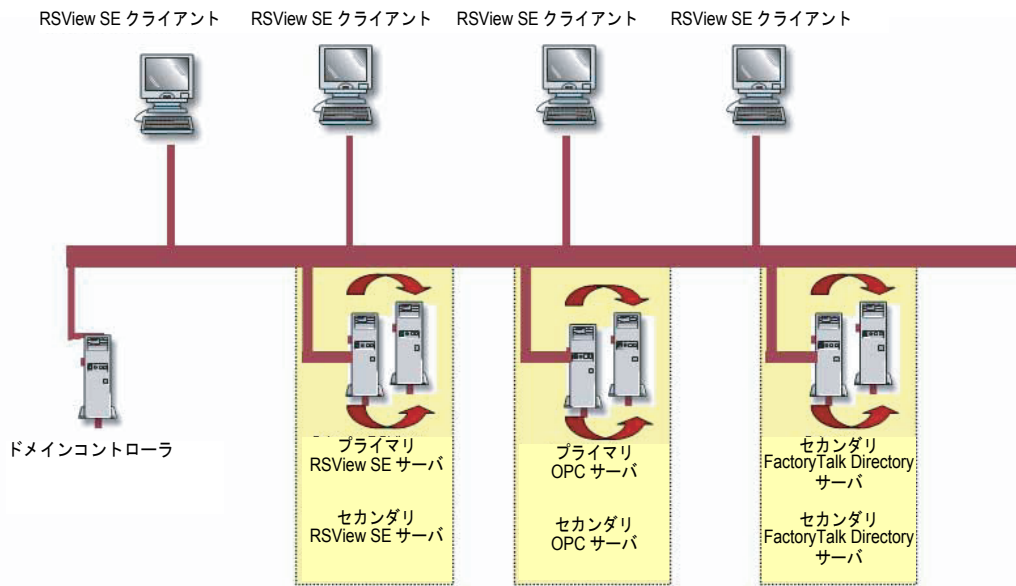 RSView SE クライアント
RSView SE クライアント
RSView SE クライアント
RSView SE クライアント
ドメインコントローラ
プライマリ
RSView SE サーバ
セカンダリ
RSView SE サーバ
プライマリ
OPC サーバ
セカンダリ
OPC サーバ
セカンダリ
FactoryTalk Directory
サーバ
セカンダリ
FactoryTalk Directory
サーバ